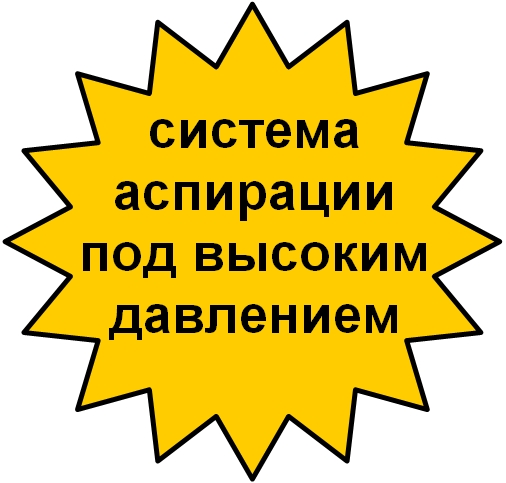 система
аспирации
под высоким
давлением